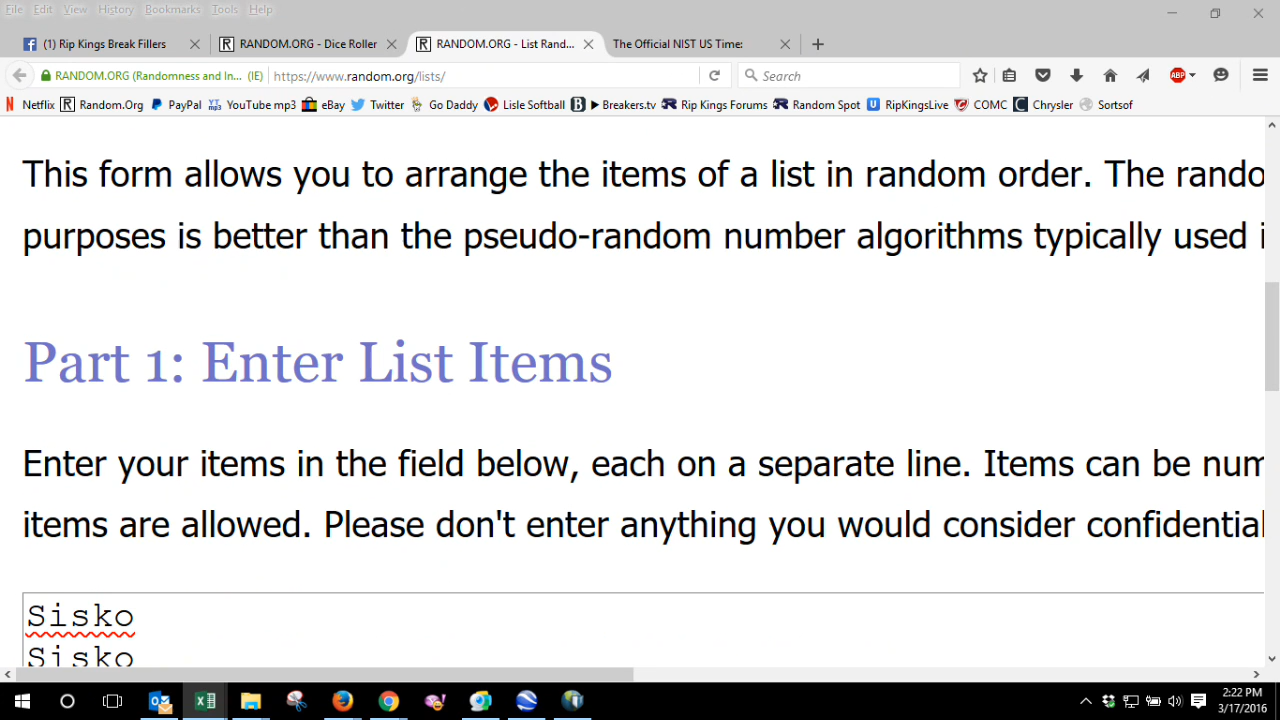 File Edit View History Bookmarks Tools Help
(1) Rip Kings Break Fillers
RANDOM.ORG - Dice Roller
RANDOM.ORG - List Rand...
The Official NIST US Time:
RANDOM.ORG (Randomness and In... (IE)
https://www.random.org/lists/
Search
ABP
Netflix Random.Org PayPal YouTube mp3 eBay Twitter Go Daddy Lisle Softball Breakers.tv Rip Kings Forums Random Spot RipKingsLive COMC Chrysler Sortsof
This form allows you to arrange the items of a list in random order. The rando
purposes is better than the pseudo-random number algorithms typically used i
Part 1: Enter List Items
Enter your items in the field below, each on a separate line. Items can be num
items are allowed. Please don't enter anything you would consider confidential
Sisko
Sisko
2:22 PM
3/17/2016